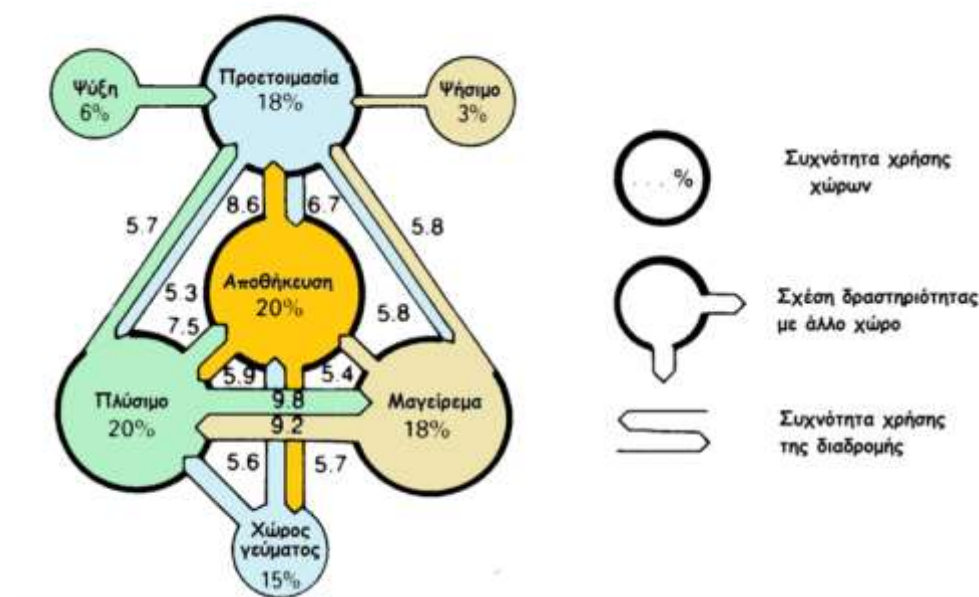 Ψύξη
6%
Προετοιμασία
18%
Ψήσιμο
3%
5.7
8.6
6.7
5.8
Αποθήκευση
20%
5.3
7.5
5.8
5.9
5.4
Πλύσιμο
20%
9.8
9.2
Μαγείρεμα
18%
5.6
5.7
Χώρος
γεύματος
15%
. . . %
Συχνότητα χρήσης
χώρων
Σχέση δραστηριότητας
με άλλο χώρο
Συχνότητα χρήσης
της διαδρομής